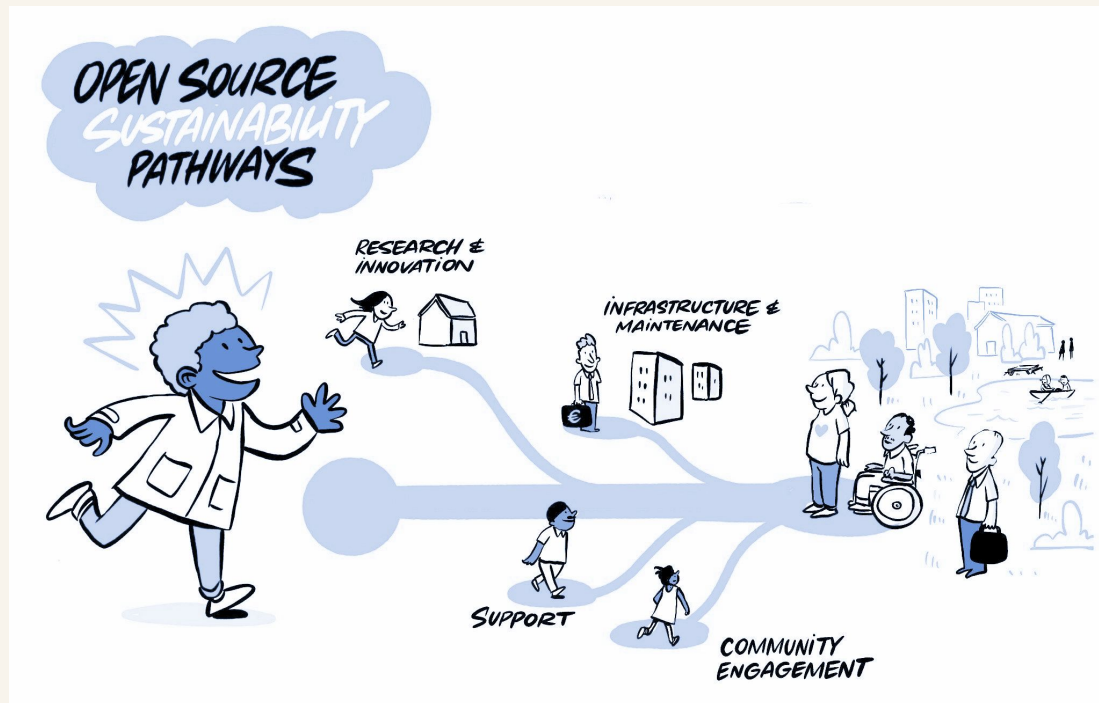 OPEN SOURCE
SUSTAINABILITY
PATHWAYS
RESEARCH &
INNOVATION
INFRASTRUCTURE &
MAINTENANCE
€
SUPPORT
COMMUNITY
ENGAGEMENT